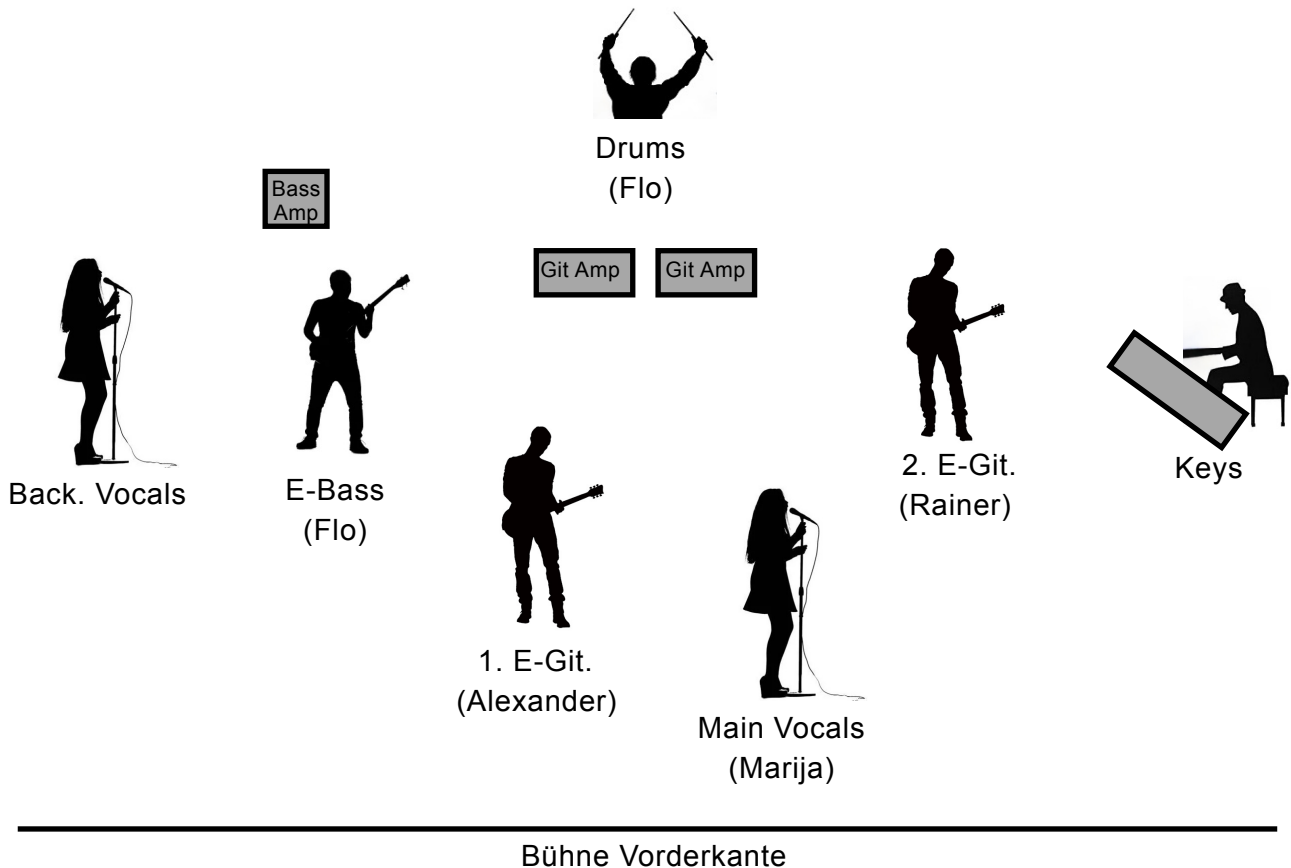 Drums
(Flo)
Bass
Amp
Git Amp
Git Amp
Back. Vocals
E-Bass
(Flo)
2. E-Git.
(Rainer)
Keys
1. E-Git.
(Alexander)
Main Vocals
(Marija)
Bühne Vorderkante